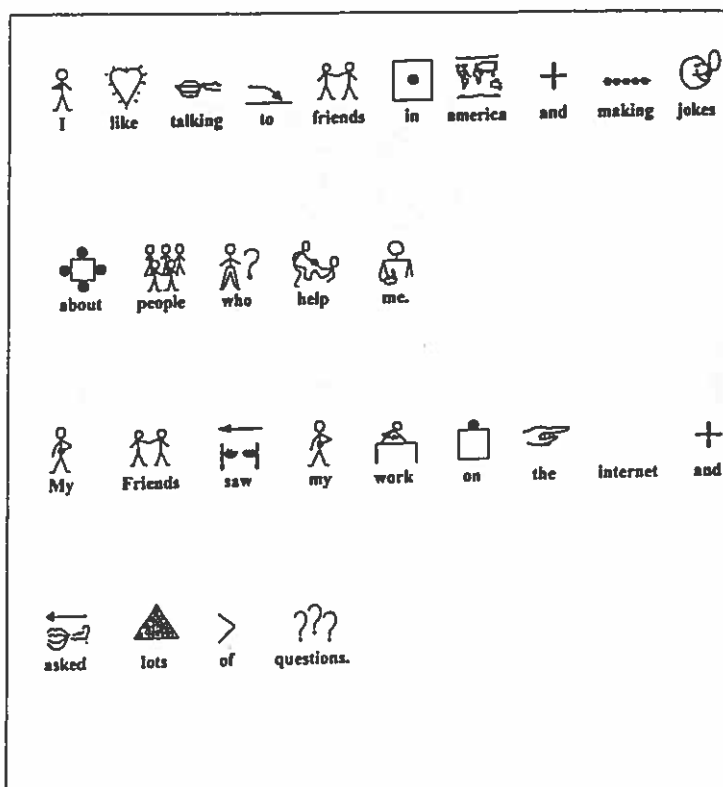 I like talking to friends in america and making jokes
about people who help me.
My Friends saw my work on the internet and
asked lots of questions.